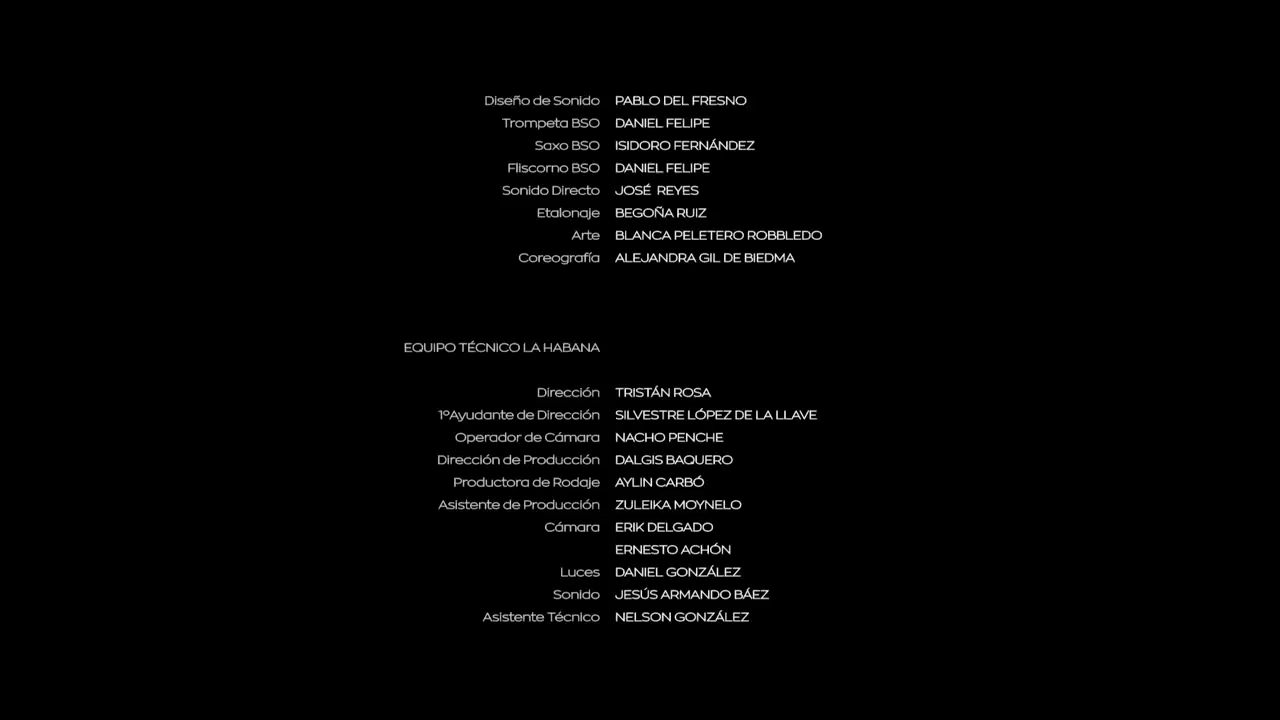 Diseño de Sonido PABLO DEL FRESNO
Trompeta BSO DANIEL FELIPE
Saxo BSO ISIDORO FERNÁNDEZ
Fliscorno BSO DANIEL FELIPE
Sonido Directo JOSÉ REYES
Etalonaje BEGOÑA RUIZ
Arte BLANCA PELETERO ROBBLEDO
Coreografía ALEJANDRA GIL DE BIEDMA
EQUIPO TÉCNICO LA HABANA
Dirección TRISTÁN ROSA
1ºAyudante de Dirección SILVESTRE LÓPEZ DE LA LLAVE
Operador de Cámara NACHO PENCHE
Dirección de Producción DALGIS BAQUERO
Productora de Rodaje AYLIN CARBÓ
Asistente de Producción ZULEIKA MOYNELO
Cámara ERIK DELGADO
ERNESTO ACHÓN
Luces DANIEL GONZÁLEZ
Sonido JESÚS ARMANDO BÁEZ
Asistente Técnico NELSON GONZÁLEZ